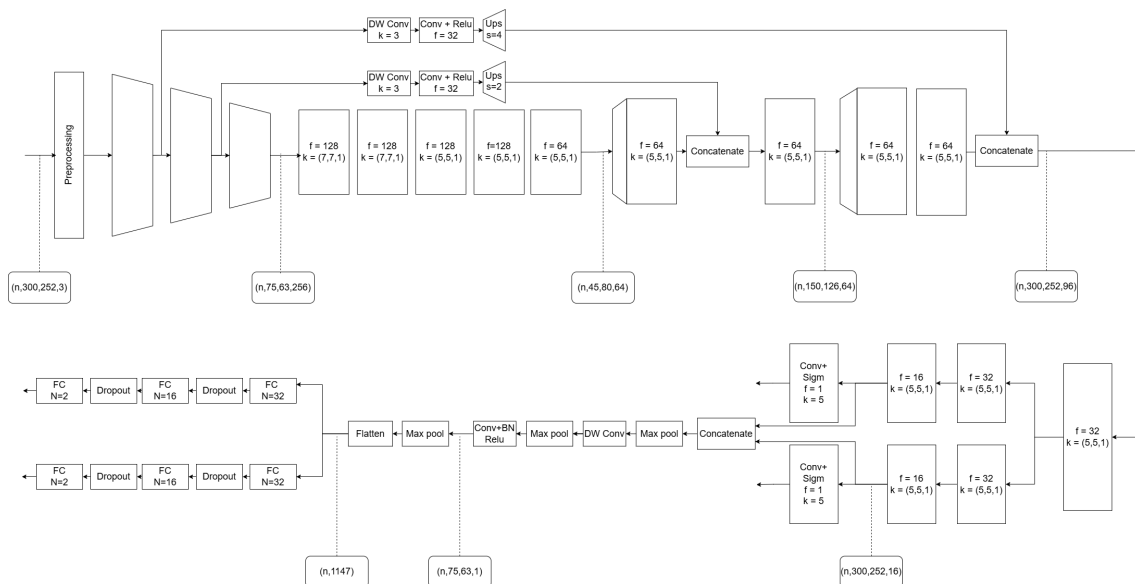 DW Conv
k = 3
Conv + Relu
f = 32
Ups
s=4
DW Conv
k = 3
Conv + Relu
f = 32
Ups
s=2
Preprocessing
f = 128
k = (7,7,1)
f = 128
k = (7,7,1)
f = 128
k = (5,5,1)
f=128
k = (5,5,1)
f = 64
k = (5,5,1)
f = 64
k = (5,5,1)
Concatenate
f = 64
k = (5,5,1)
f = 64
k = (5,5,1)
f = 64
k = (5,5,1)
Concatenate
(n,300,252,3)
(n,75,63,256)
(n,45,80,64)
(n,150,126,64)
(n,300,252,96)
FC
N=2
Dropout
FC
N=16
Dropout
FC
N=32
Conv+
Sigm
f = 1
k = 5
f = 16
k = (5,5,1)
f = 32
k = (5,5,1)
Flatten
Max pool
Conv+BN
Relu
Max pool
DW Conv
Max pool
Concatenate
f = 32
k = (5,5,1)
FC
N=2
Dropout
FC
N=16
Dropout
FC
N=32
Conv+
Sigm
f = 1
k = 5
f = 16
k = (5,5,1)
f = 32
k = (5,5,1)
(n,1147)
(n,75,63,1)
(n,300,252,16)